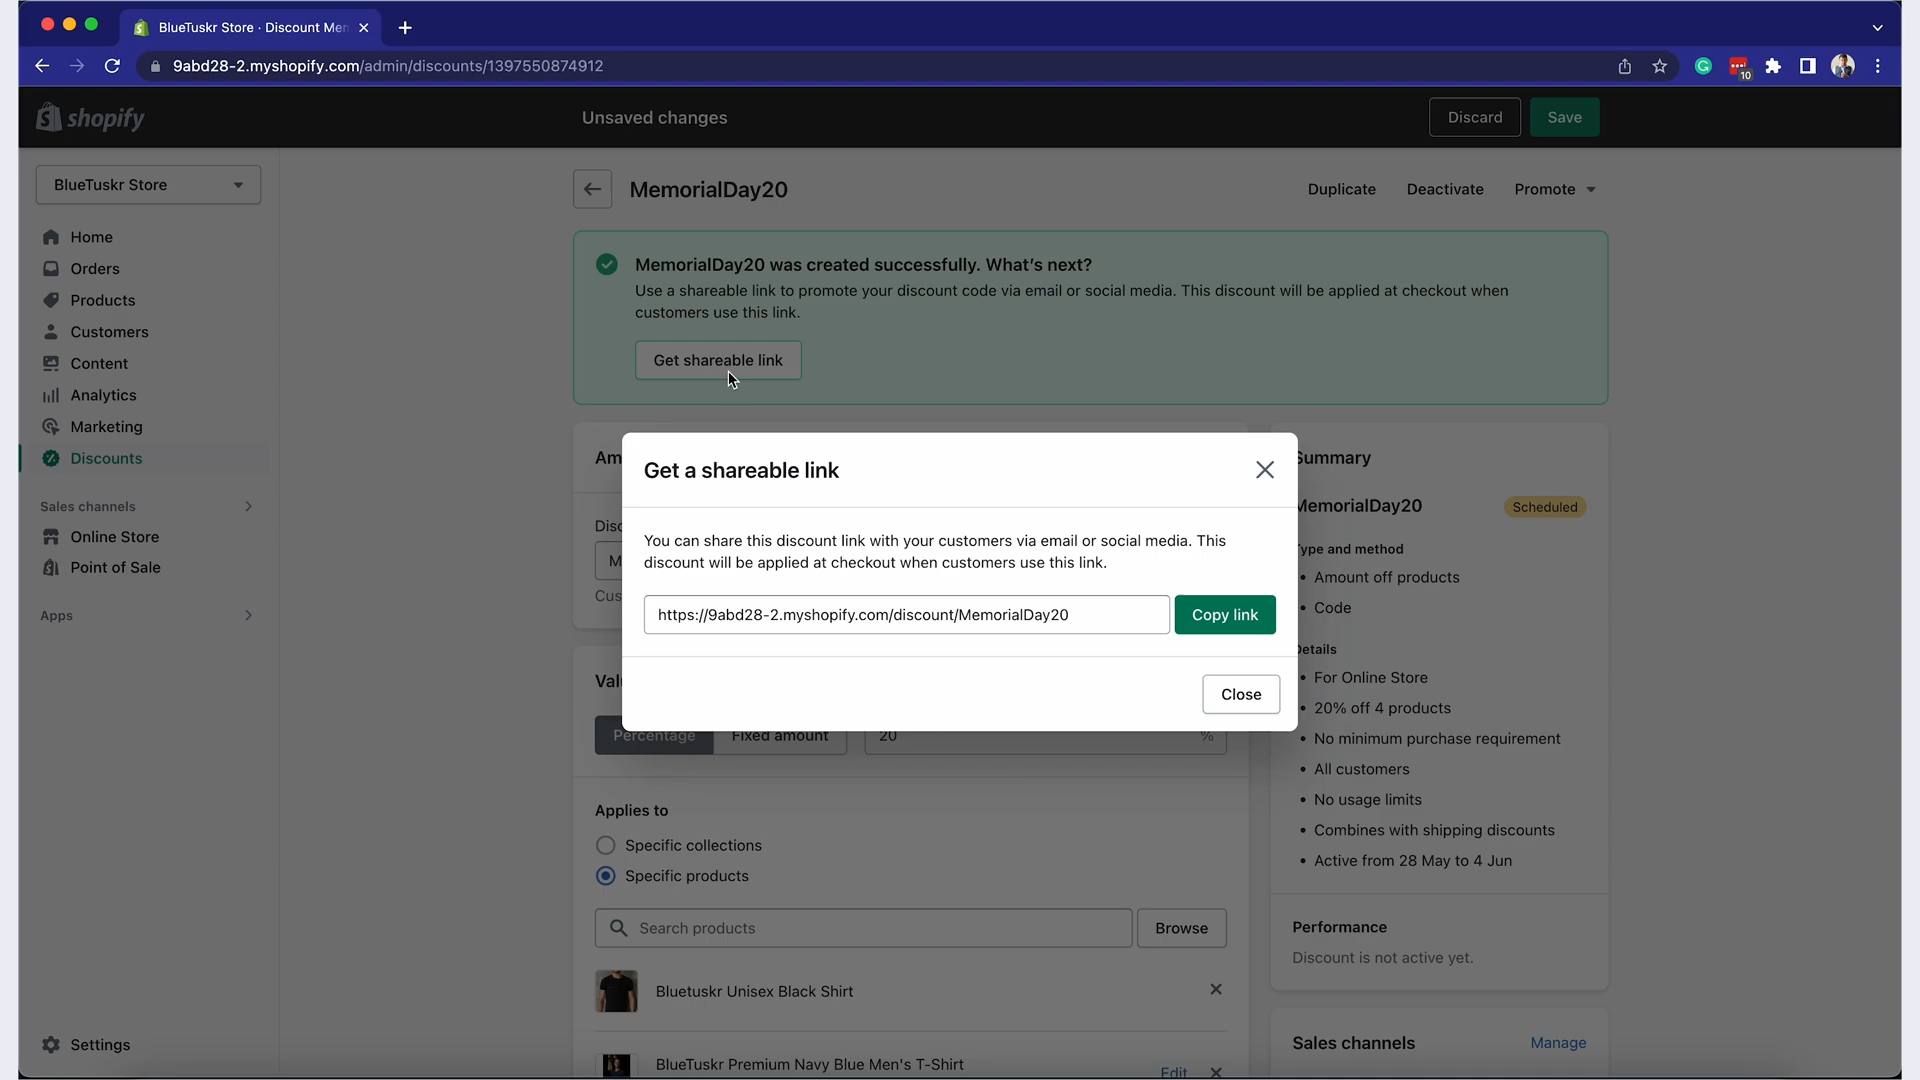 BlueTuskr Store · Discount Mem
9abd28-2.myshopify.com/admin/discounts/1397550874912
10
shopify
Unsaved changes
Discard
Save
BlueTuskr Store
Home
Orders
Products
Customers
Content
Analytics
Marketing
Discounts
Sales channels
Online Store
Point of Sale
Apps
Settings
MemorialDay20
Duplicate
Deactivate
Promote
MemorialDay20 was created successfully. What's next?
Use a shareable link to promote your discount code via email or social media. This discount will be applied at checkout when
customers use this link.
Get shareable link
Get a shareable link
You can share this discount link with your customers via email or social media. This
discount will be applied at checkout when customers use this link.
https://9abd28-2.myshopify.com/discount/MemorialDay20
Copy link
Close
Percentage
Fixed amount
20
%
Applies to
Specific collections
Specific products
Search products
Browse
Bluetuskr Unisex Black Shirt
BlueTuskr Premium Navy Blue Men's T-Shirt
Edit
Summary
MemorialDay20
Scheduled
Type and method
• Amount off products
• Code
Details
• For Online Store
• 20% off 4 products
• No minimum purchase requirement
• All customers
• No usage limits
• Combines with shipping discounts
• Active from 28 May to 4 Jun
Performance
Discount is not active yet.
Sales channels
Manage